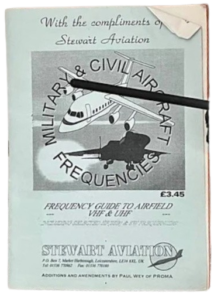 With the compliments of
Stewart Aviation
MILITARY & CIVIL AIRCRAFT
FREQUENCIES
£3.45
FREQUENCY GUIDE TO AIRFIELD
VHF & UHF
STEWART AVIATION
ADDITIONS AND AMENDMENTS BY PAUL WEY OF PROMA